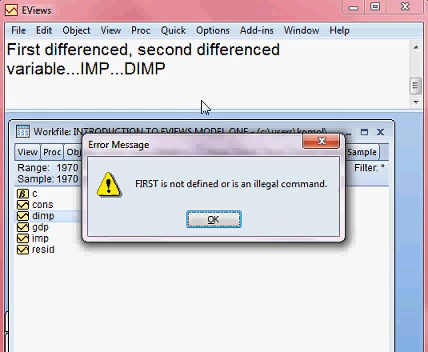 EViews
File Edit Object View Proc Quick Options Add-ins Window Help
First differenced, second differenced
variable...IMP...DIMP
Workfile: INTRODUCTION TO EVIEWS MODEL ONE - (c:\users\komol\
View Proc Obj Sample
Range: 1970 Filter: *
Sample: 1970
Error Message
FIRST is not defined or is an illegal command.
OK
c
cons
dimp
gdp
imp
resid